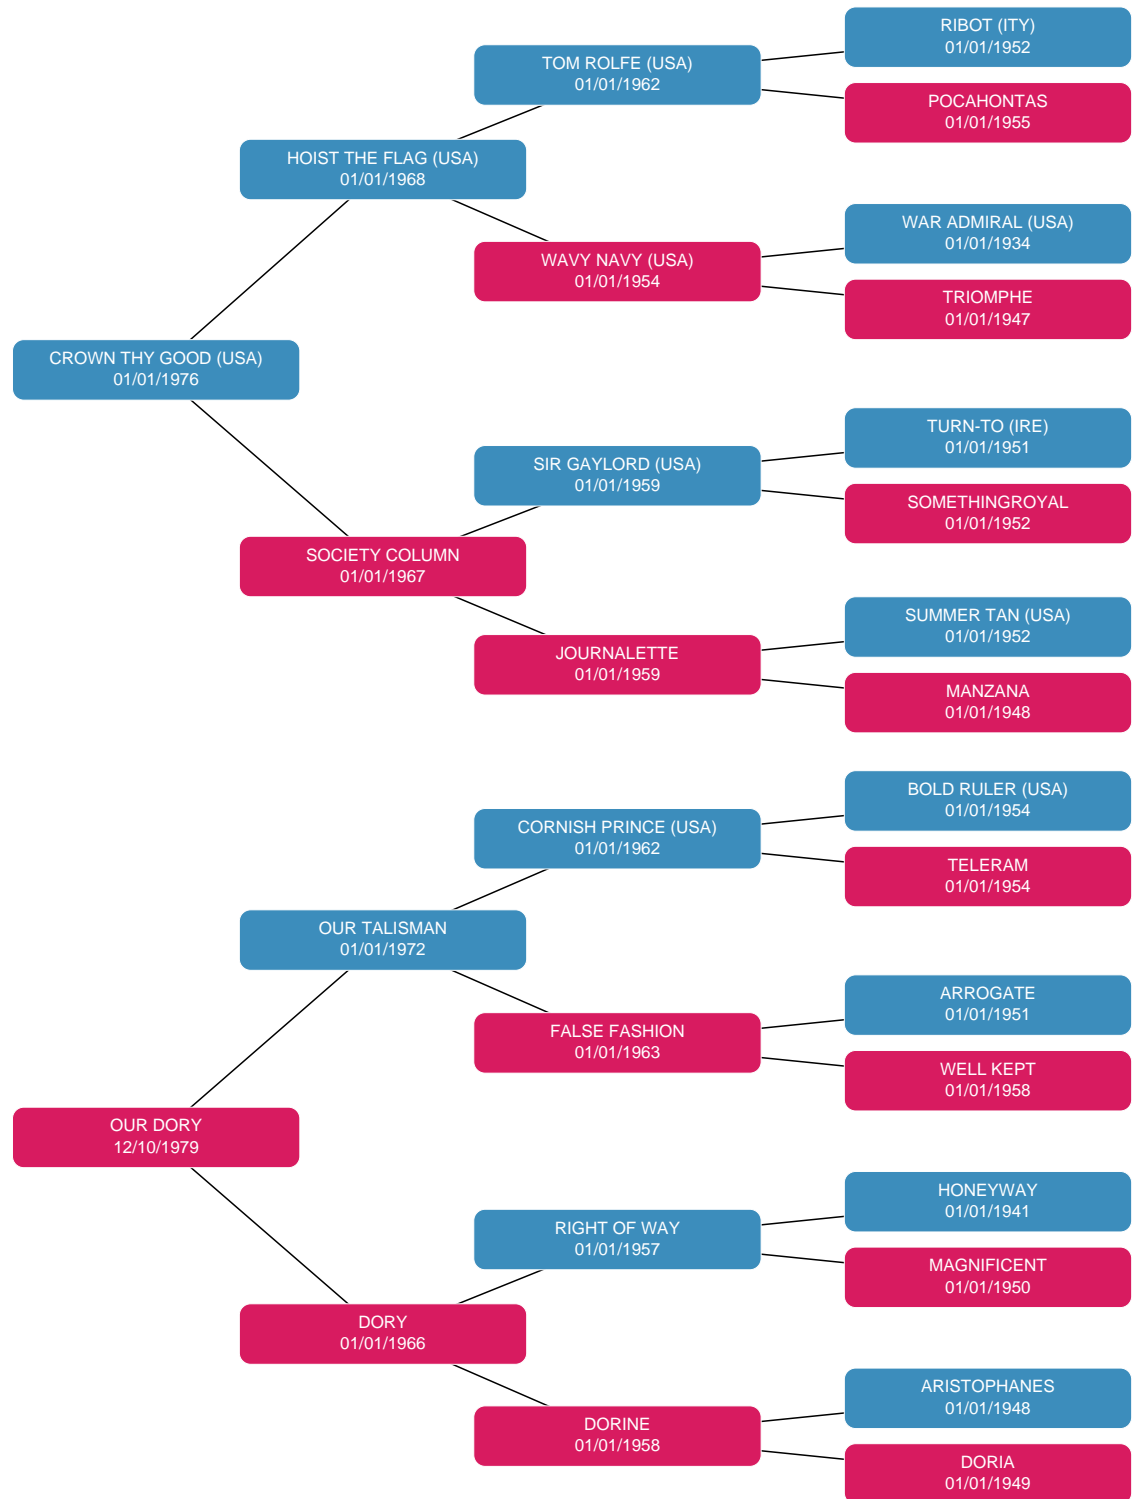 RIBOT (ITY)
01/01/1952
TOM ROLFE (USA)
01/01/1962
POCAHONTAS
01/01/1955
HOIST THE FLAG (USA)
01/01/1968
WAR ADMIRAL (USA)
01/01/1934
WAVY NAVY (USA)
01/01/1954
TRIOMPHE
01/01/1947
CROWN THY GOOD (USA)
01/01/1976
TURN-TO (IRE)
01/01/1951
SIR GAYLORD (USA)
01/01/1959
SOMETHINGROYAL
01/01/1952
SOCIETY COLUMN
01/01/1967
SUMMER TAN (USA)
01/01/1952
JOURNALETTE
01/01/1959
MANZANA
01/01/1948
BOLD RULER (USA)
01/01/1954
CORNISH PRINCE (USA)
01/01/1962
TELERAM
01/01/1954
OUR TALISMAN
01/01/1972
ARROGATE
01/01/1951
FALSE FASHION
01/01/1963
WELL KEPT
01/01/1958
OUR DORY
12/10/1979
HONEYWAY
01/01/1941
RIGHT OF WAY
01/01/1957
MAGNIFICENT
01/01/1950
DORY
01/01/1966
ARISTOPHANES
01/01/1948
DORINE
01/01/1958
DORIA
01/01/1949